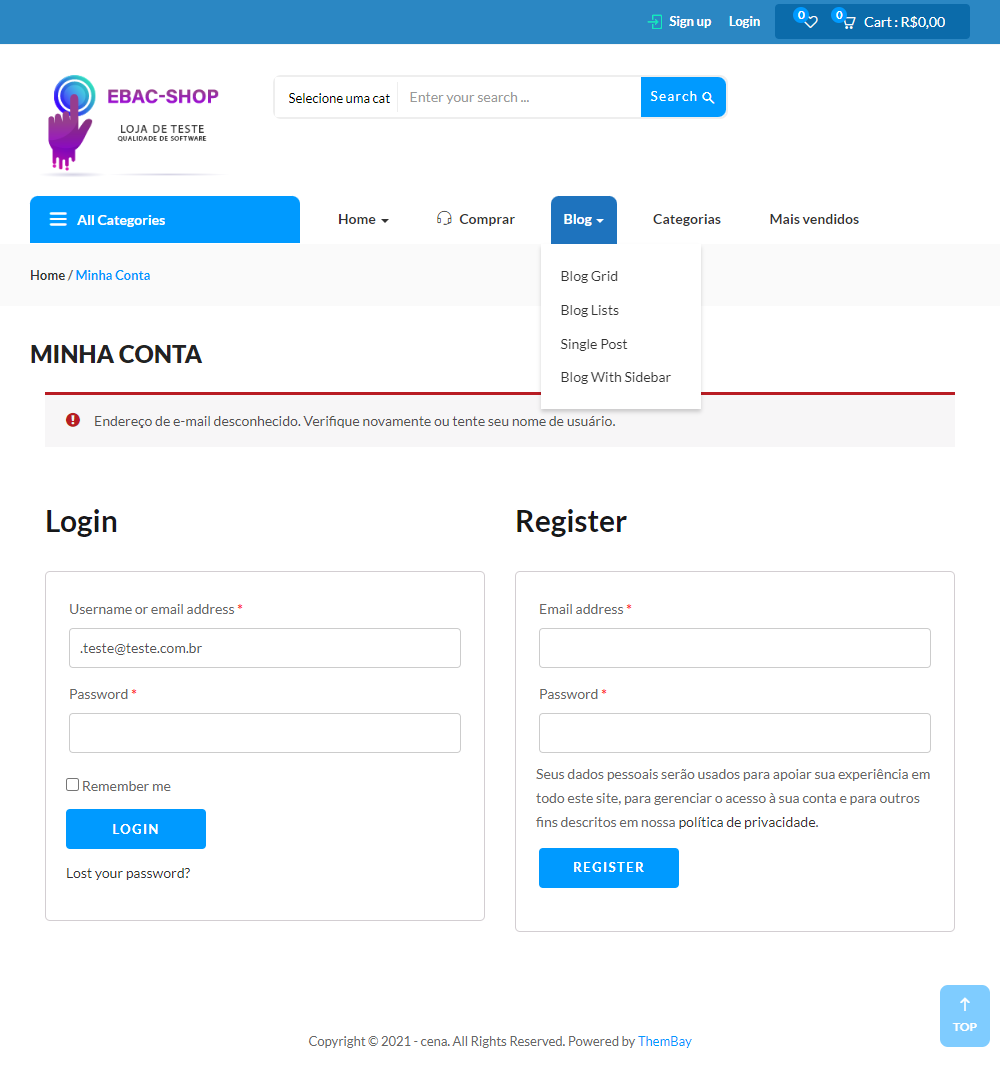 Sign up Login 0 0 Cart : R$0,00
EBAC-SHOP
LOJA DE TESTE
QUALIDADE DE SOFTWARE
Selecione uma cat Enter your search ... Search
All Categories Home Comprar Blog Categorias Mais vendidos
Home / Minha Conta
Blog Grid
Blog Lists
Single Post
Blog With Sidebar
MINHA CONTA
Endereço de e-mail desconhecido. Verifique novamente ou tente seu nome de usuário.
Login
Username or email address *
.teste@teste.com.br
Password *
Remember me
LOGIN
Lost your password?
Register
Email address *
Password *
Seus dados pessoais serão usados para apoiar sua experiência em
todo este site, para gerenciar o acesso à sua conta e para outros
fins descritos em nossa política de privacidade.
REGISTER
TOP
Copyright © 2021 - cena. All Rights Reserved. Powered by ThemBay